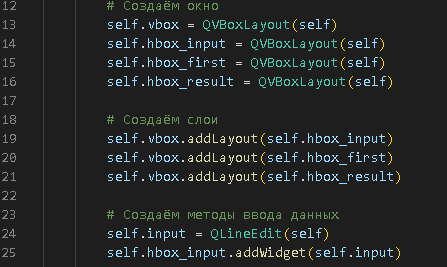 12 # Создаём окно
13 self.vbox = QVBoxLayout(self)
14 self.hbox_input = QVBoxLayout(self)
15 self.hbox_first = QVBoxLayout(self)
16 self.hbox_result = QVBoxLayout(self)
17
18 # Создаём слои
19 self.vbox.addLayout(self.hbox_input)
20 self.vbox.addLayout(self.hbox_first)
21 self.vbox.addLayout(self.hbox_result)
22
23 # Создаём методы ввода данных
24 self.input = QLineEdit(self)
25 self.hbox_input.addWidget(self.input)